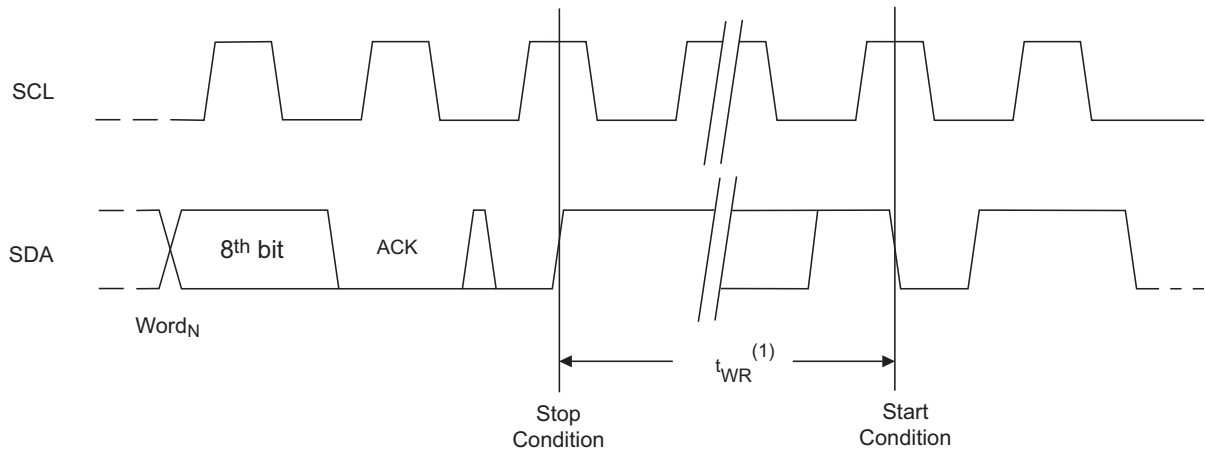 SCL
SDA
8th bit
ACK
WordN
tWR(1)
Stop
Condition
Start
Condition